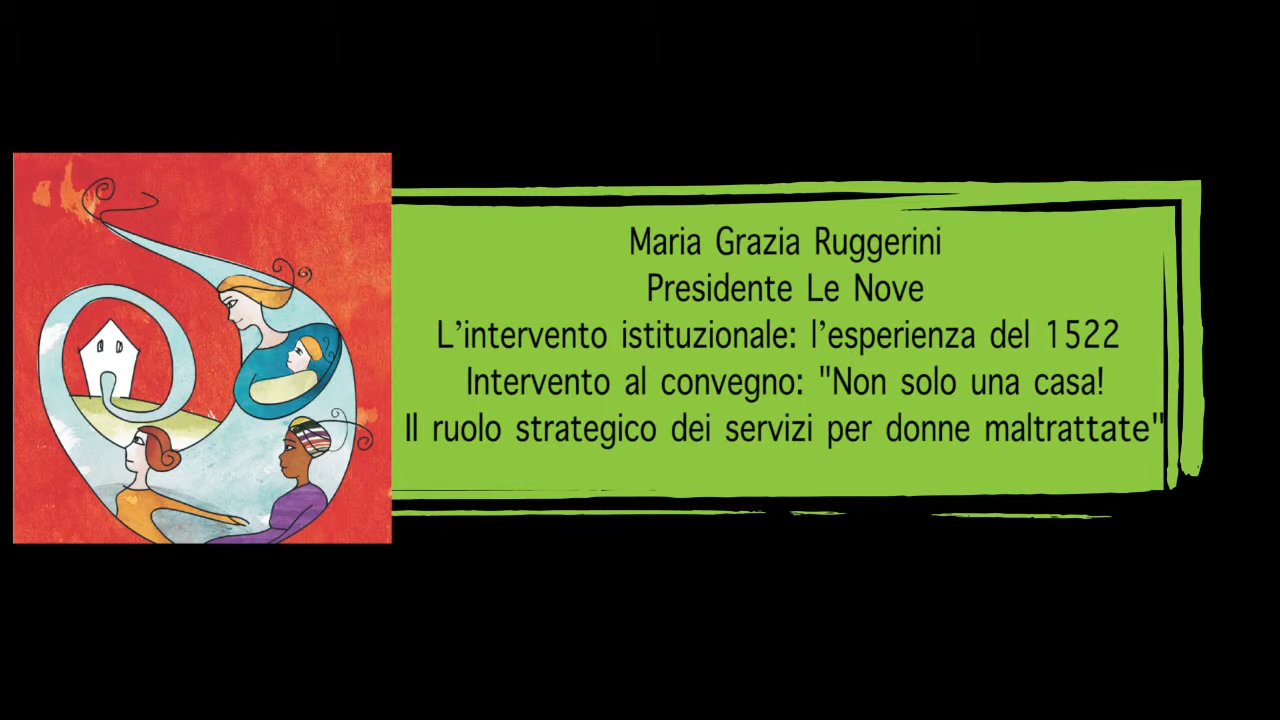 Maria Grazia Ruggerini
Presidente Le Nove
L’intervento istituzionale: l’esperienza del 1522
Intervento al convegno: "Non solo una casa!
Il ruolo strategico dei servizi per donne maltrattate"